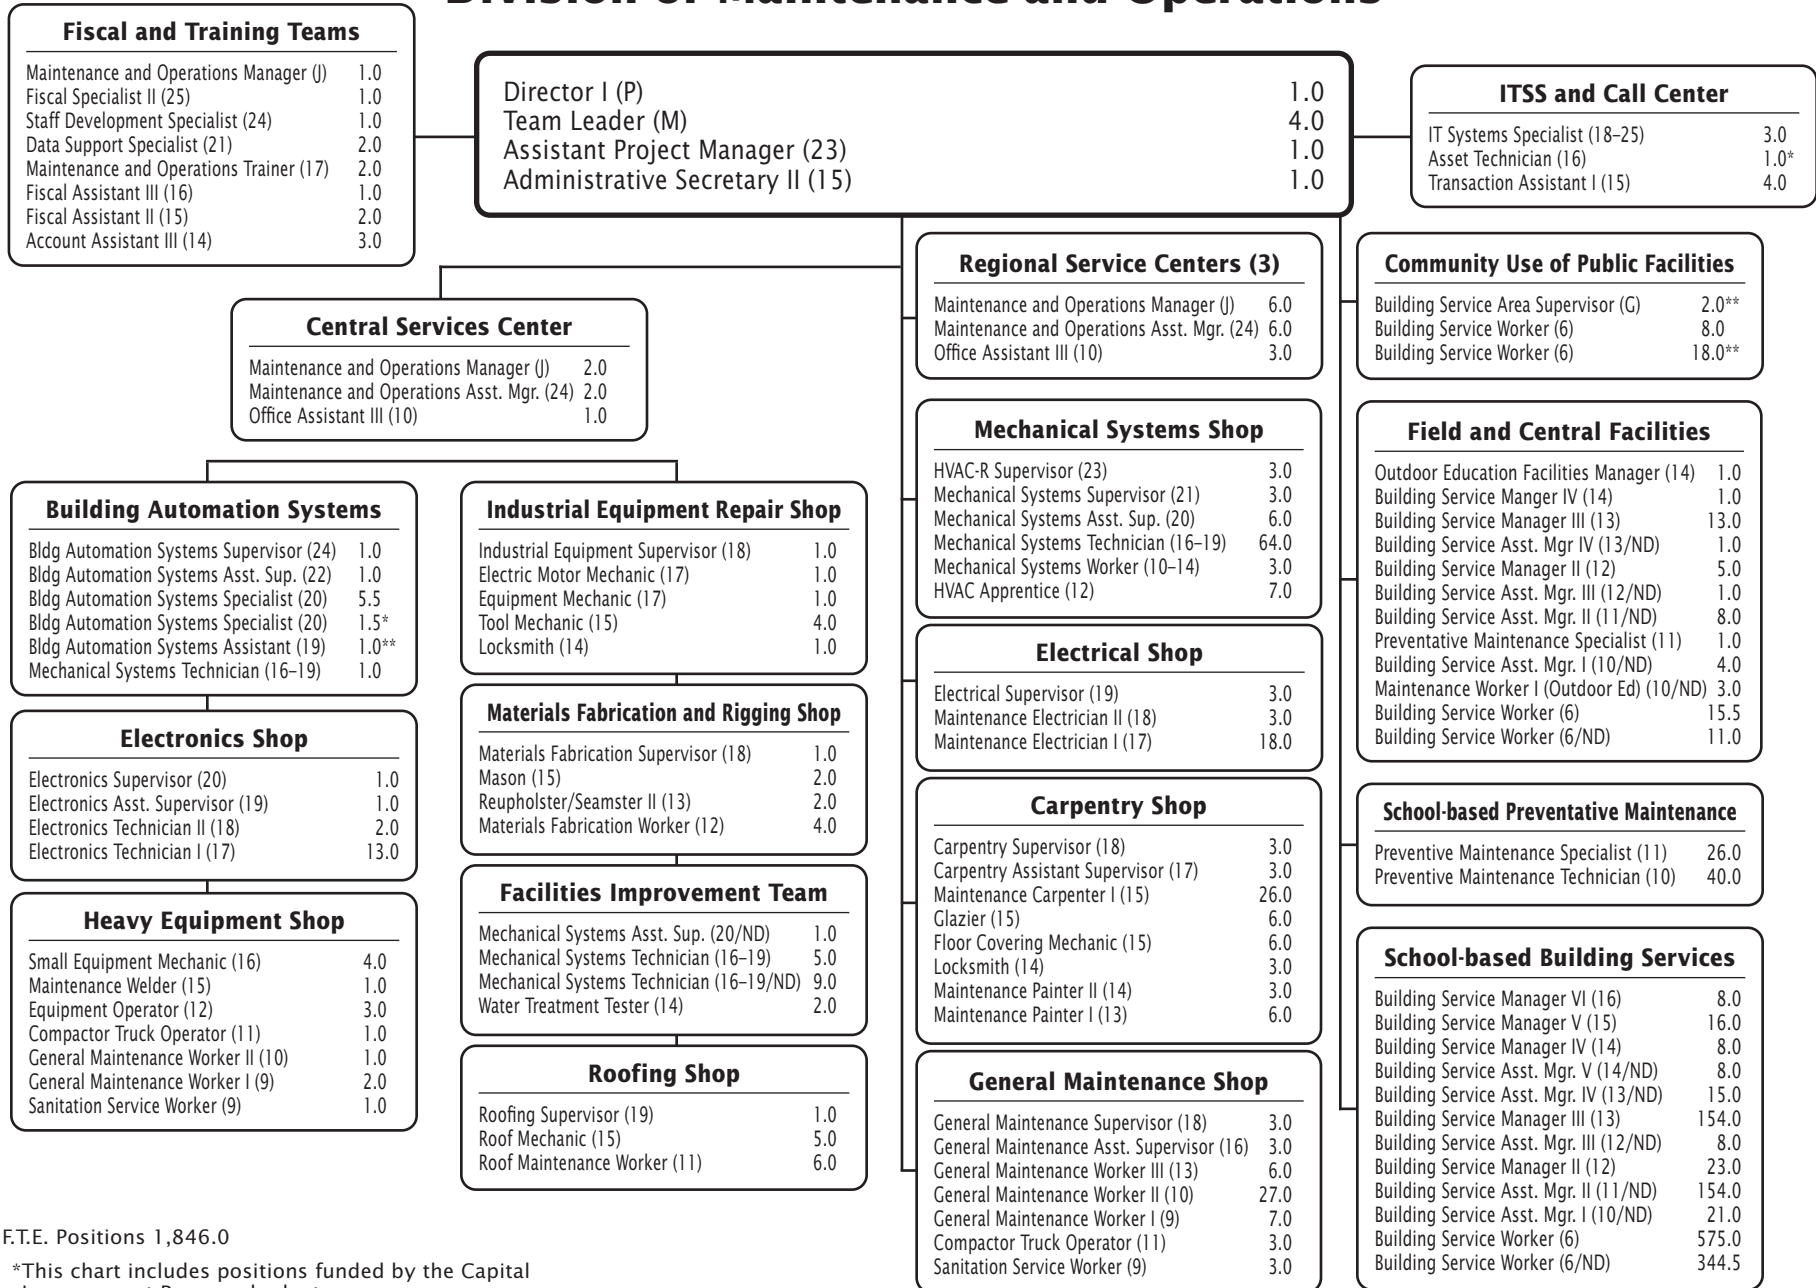 Division of Maintenance and Operations
Fiscal and Training Teams
Maintenance and Operations Manager (J) 1.0
Fiscal Specialist II (25) 1.0
Staff Development Specialist (24) 1.0
Data Support Specialist (21) 2.0
Maintenance and Operations Trainer (17) 2.0
Fiscal Assistant III (16) 1.0
Fiscal Assistant II (15) 2.0
Account Assistant III (14) 3.0
Director I (P) 1.0
Team Leader (M) 4.0
Assistant Project Manager (23) 1.0
Administrative Secretary II (15) 1.0
ITSS and Call Center
IT Systems Specialist (18–25) 3.0
Asset Technician (16) 1.0*
Transaction Assistant I (15) 4.0
Central Services Center
Maintenance and Operations Manager (J) 2.0
Maintenance and Operations Asst. Mgr. (24) 2.0
Office Assistant III (10) 1.0
Building Automation Systems
Bldg Automation Systems Supervisor (24) 1.0
Bldg Automation Systems Asst. Sup. (22) 1.0
Bldg Automation Systems Specialist (20) 5.5
Bldg Automation Systems Specialist (20) 1.5*
Bldg Automation Systems Assistant (19) 1.0**
Mechanical Systems Technician (16–19) 1.0
Electronics Shop
Electronics Supervisor (20) 1.0
Electronics Asst. Supervisor (19) 1.0
Electronics Technician II (18) 2.0
Electronics Technician I (17) 13.0
Heavy Equipment Shop
Small Equipment Mechanic (16) 4.0
Maintenance Welder (15) 1.0
Equipment Operator (12) 3.0
Compactor Truck Operator (11) 1.0
General Maintenance Worker II (10) 1.0
General Maintenance Worker I (9) 2.0
Sanitation Service Worker (9) 1.0
Industrial Equipment Repair Shop
Industrial Equipment Supervisor (18) 1.0
Electric Motor Mechanic (17) 1.0
Equipment Mechanic (17) 1.0
Tool Mechanic (15) 4.0
Locksmith (14) 1.0
Materials Fabrication and Rigging Shop
Materials Fabrication Supervisor (18) 1.0
Mason (15) 2.0
Reupholster/Seamster II (13) 2.0
Materials Fabrication Worker (12) 4.0
Facilities Improvement Team
Mechanical Systems Asst. Sup. (20/ND) 1.0
Mechanical Systems Technician (16–19) 5.0
Mechanical Systems Technician (16–19/ND) 9.0
Water Treatment Tester (14) 2.0
Roofing Shop
Roofing Supervisor (19) 1.0
Roof Mechanic (15) 5.0
Roof Maintenance Worker (11) 6.0
Regional Service Centers (3)
Maintenance and Operations Manager (J) 6.0
Maintenance and Operations Asst. Mgr. (24) 6.0
Office Assistant III (10) 3.0
Mechanical Systems Shop
HVAC-R Supervisor (23) 3.0
Mechanical Systems Supervisor (21) 3.0
Mechanical Systems Asst. Sup. (20) 6.0
Mechanical Systems Technician (16–19) 64.0
Mechanical Systems Worker (10–14) 3.0
HVAC Apprentice (12) 7.0
Electrical Shop
Electrical Supervisor (19) 3.0
Maintenance Electrician II (18) 3.0
Maintenance Electrician I (17) 18.0
Carpentry Shop
Carpentry Supervisor (18) 3.0
Carpentry Assistant Supervisor (17) 3.0
Maintenance Carpenter I (15) 26.0
Glazier (15) 6.0
Floor Covering Mechanic (15) 6.0
Locksmith (14) 3.0
Maintenance Painter II (14) 3.0
Maintenance Painter I (13) 6.0
General Maintenance Shop
General Maintenance Supervisor (18) 3.0
General Maintenance Asst. Supervisor (16) 3.0
General Maintenance Worker III (13) 6.0
General Maintenance Worker II (10) 27.0
General Maintenance Worker I (9) 7.0
Compactor Truck Operator (11) 3.0
Sanitation Service Worker (9) 3.0
Community Use of Public Facilities
Building Service Area Supervisor (G) 2.0**
Building Service Worker (6) 8.0
Building Service Worker (6) 18.0**
Field and Central Facilities
Outdoor Education Facilities Manager (14) 1.0
Building Service Manger IV (14) 1.0
Building Service Manager III (13) 13.0
Building Service Asst. Mgr IV (13/ND) 1.0
Building Service Manager II (12) 5.0
Building Service Asst. Mgr. III (12/ND) 1.0
Building Service Asst. Mgr. II (11/ND) 8.0
Preventative Maintenance Specialist (11) 1.0
Building Service Asst. Mgr. I (10/ND) 4.0
Maintenance Worker I (Outdoor Ed) (10/ND) 3.0
Building Service Worker (6) 15.5
Building Service Worker (6/ND) 11.0
School-based Preventative Maintenance
Preventive Maintenance Specialist (11) 26.0
Preventive Maintenance Technician (10) 40.0
School-based Building Services
Building Service Manager VI (16) 8.0
Building Service Manager V (15) 16.0
Building Service Manager IV (14) 8.0
Building Service Asst. Mgr. V (14/ND) 8.0
Building Service Asst. Mgr. IV (13/ND) 15.0
Building Service Manager III (13) 154.0
Building Service Asst. Mgr. III (12/ND) 8.0
Building Service Manager II (12) 23.0
Building Service Asst. Mgr. II (11/ND) 154.0
Building Service Asst. Mgr. I (10/ND) 21.0
Building Service Worker (6) 575.0
Building Service Worker (6/ND) 344.5
F.T.E. Positions 1,846.0
*This chart includes positions funded by the Capital